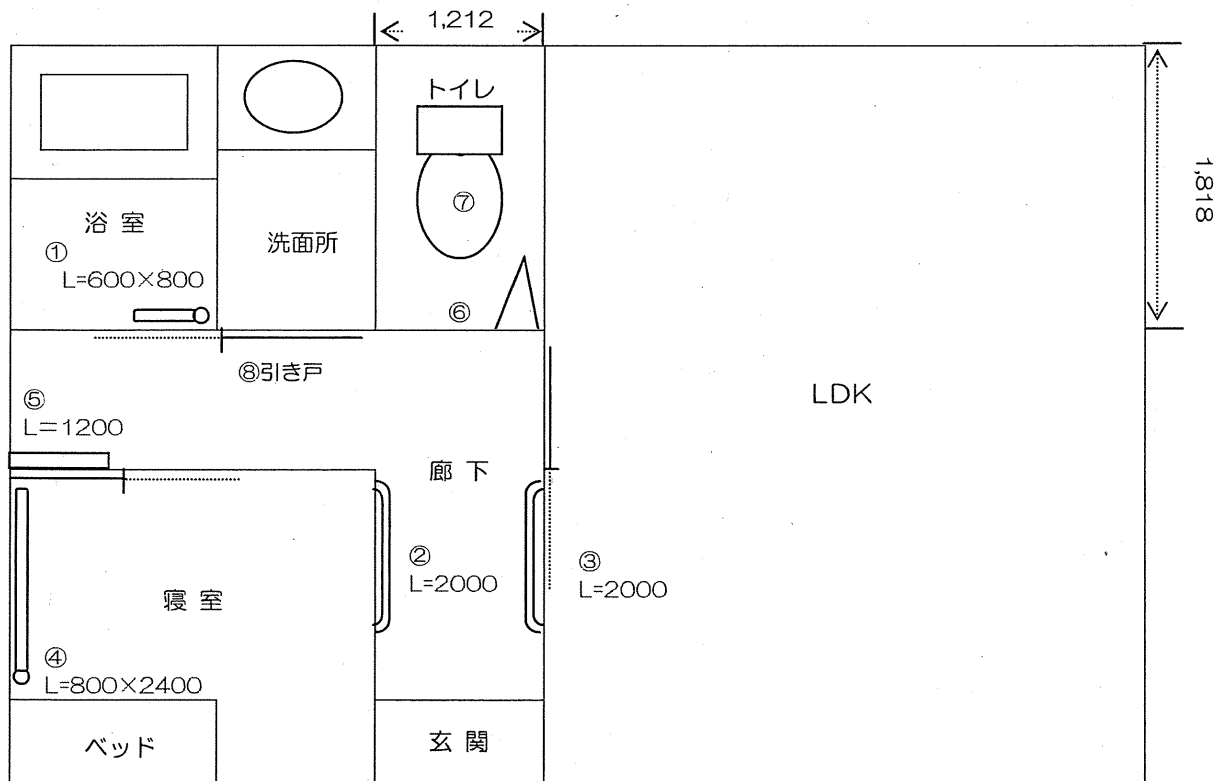 1,212
トイレ
⑦
1,818
浴室
①
L=600×800
洗面所
⑥
⑧引き戸
LDK
⑤
L=1200
廊下
②
L=2000
③
L=2000
寝室
④
L=800×2400
ベッド
玄関